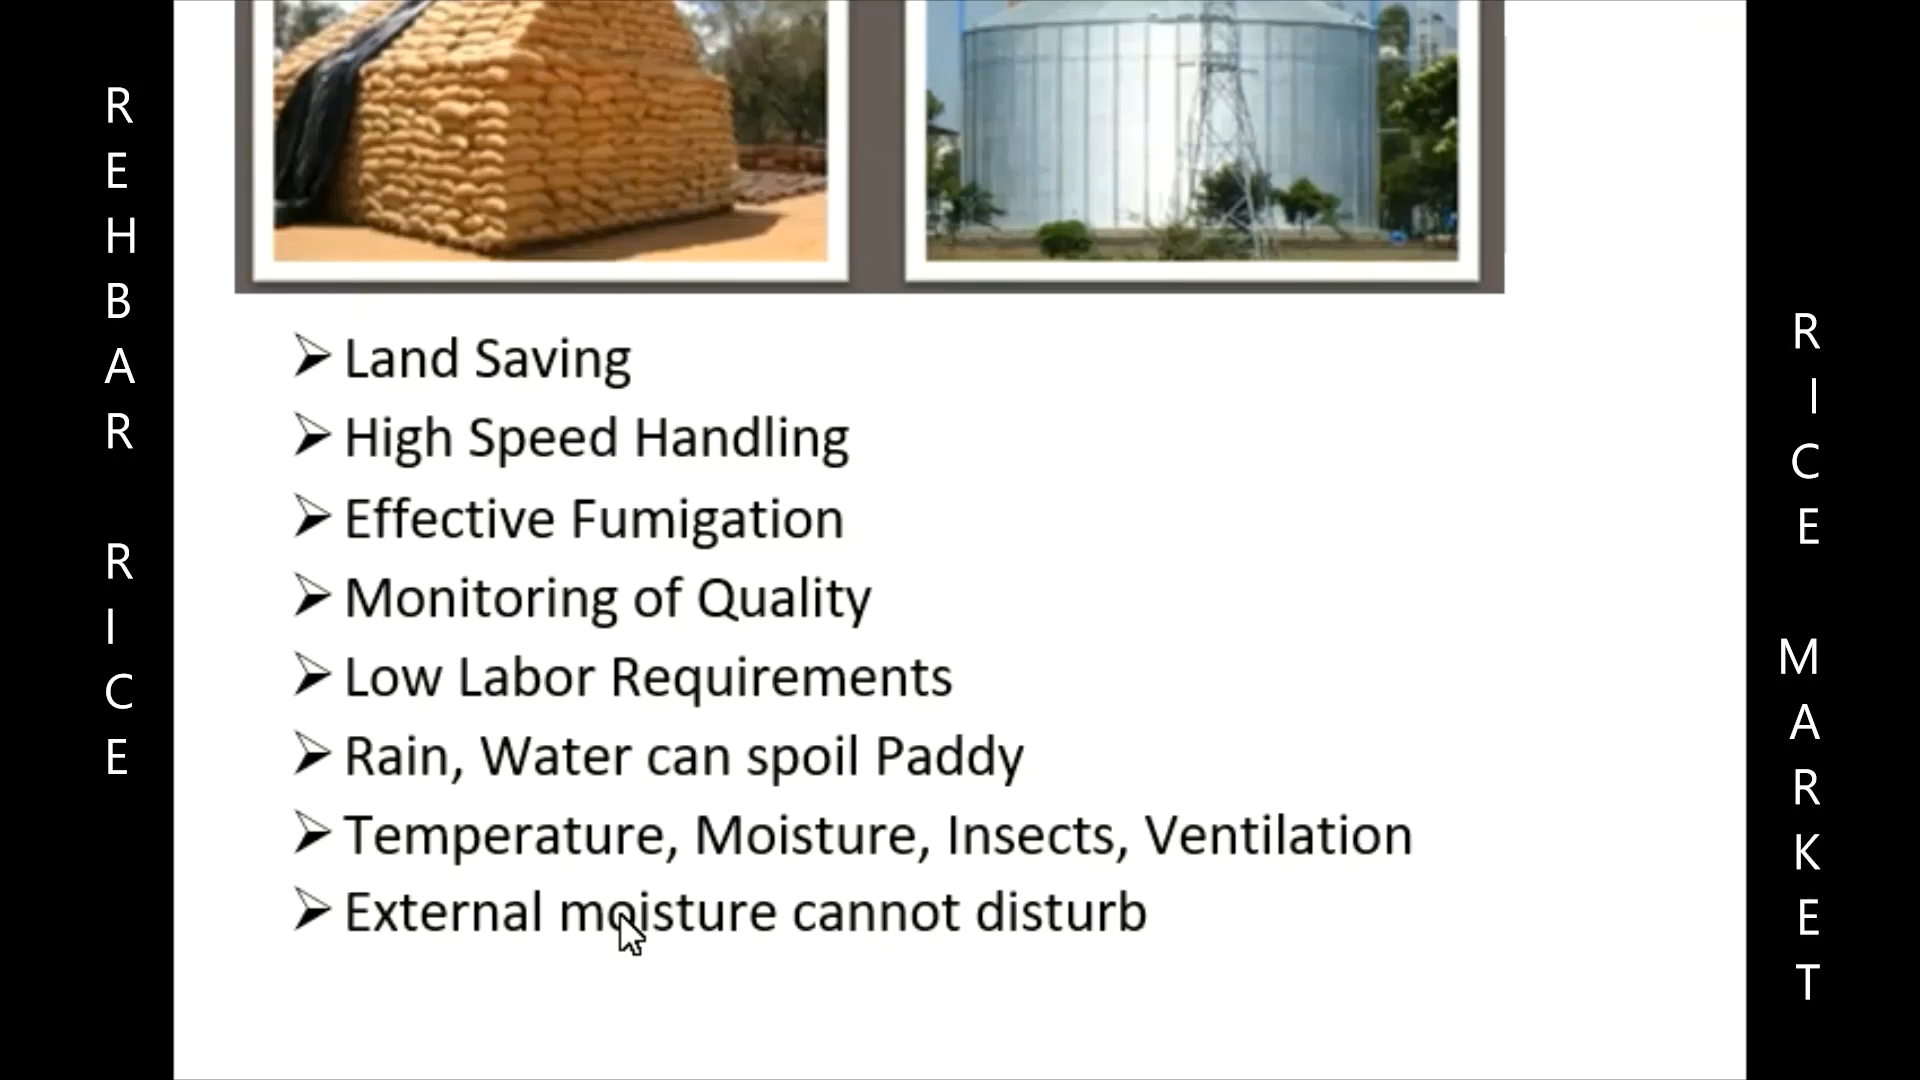 REHBAR RICE
Land Saving
High Speed Handling
Effective Fumigation
Monitoring of Quality
Low Labor Requirements
Rain, Water can spoil Paddy
Temperature, Moisture, Insects, Ventilation
External moisture cannot disturb
RICE MARKET